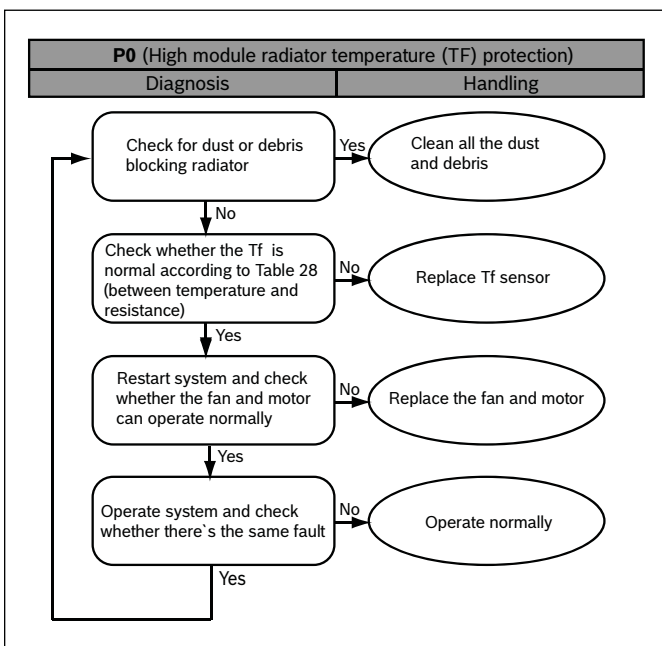 P0 (High module radiator temperature (TF) protection)
Diagnosis
Handling
Check for dust or debris
blocking radiator
Yes
Clean all the dust
and debris
No
Check whether the Tf is
normal according to Table 28
(between temperature and
resistance)
No
Replace Tf sensor
Yes
Restart system and check
whether the fan and motor
can operate normally
No
Replace the fan and motor
Yes
Operate system and check
whether there`s the same fault
No
Operate normally
Yes